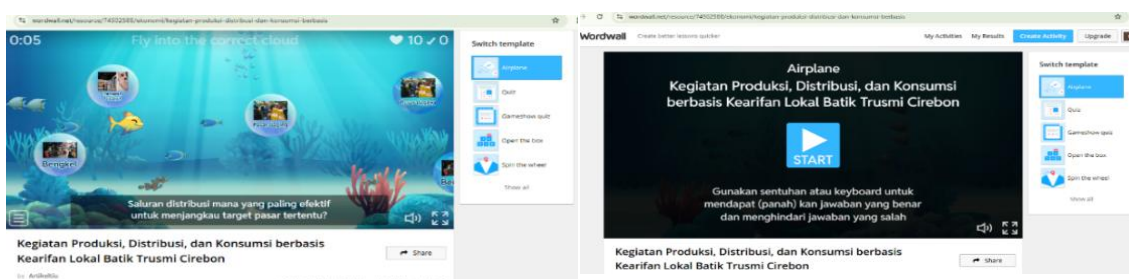 wordwall.net/resource/74902986/ekonomi/kegiatan-produksi-distribusi-dan-konsumsi-berbasis
0:05
Fly into the correct cloud
10 ✓ 0
Bengkel
Saluran distribusi mana yang paling efektif
untuk menjangkau target pasar tertentu?
Switch template
Airplane
Quiz
Gameshow quiz
Open the box
Spin the wheel
Show all
Kegiatan Produksi, Distribusi, dan Konsumsi berbasis
Kearifan Lokal Batik Trusmi Cirebon
Share
by
wordwall.net/resource/74902986/ekonomi/kegiatan-produksi-distribusi-dan-konsumsi-berbasis
Wordwall
Create better lessons quicker
My Activities
My Results
Create Activity
Upgrade
Airplane
Kegiatan Produksi, Distribusi, dan Konsumsi
berbasis Kearifan Lokal Batik Trusmi Cirebon
START
Gunakan sentuhan atau keyboard untuk
mendapat (panah) kan jawaban yang benar
dan menghindari jawaban yang salah
Switch template
Airplane
Quiz
Gameshow quiz
Open the box
Spin the wheel
Show all
Kegiatan Produksi, Distribusi, dan Konsumsi berbasis
Kearifan Lokal Batik Trusmi Cirebon
Share